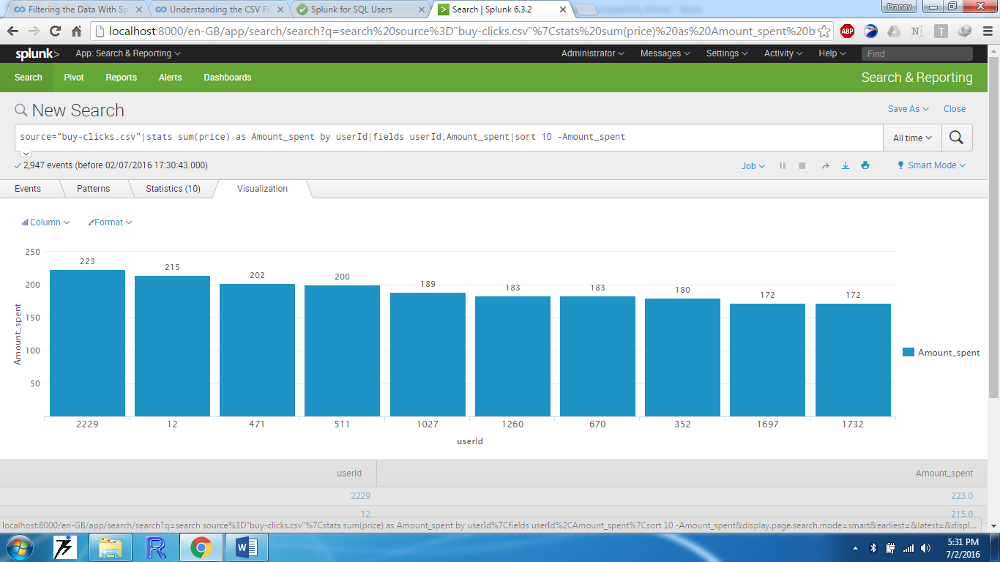 Filtering the Data With Spl
Understanding the CSV Fi
Splunk for SQL Users
Search | Splunk 6.3.2
Pranav
localhost:8000/en-GB/app/search/search?q=search%20source%3D"buy-clicks.csv"%7Cstats%20sum(price)%20as%20Amount_spent%20b
ABP
N
T
splunk>
App: Search & Reporting
Administrator
Messages
Settings
Activity
Help
Find
Search
Pivot
Reports
Alerts
Dashboards
Search & Reporting
New Search
Save As
Close
source="buy-clicks.csv"|stats sum(price) as Amount_spent by userId|fields userId,Amount_spent|sort 10 -Amount_spent
All time
2,947 events (before 02/07/2016 17:30:43.000)
Job
Smart Mode
Events
Patterns
Statistics (10)
Visualization
Column
Format
250
200
150
100
50
Amount_spent
223
215
202
200
189
183
183
180
172
172
Amount_spent
2229
12
471
511
1027
1260
670
352
1697
1732
userId
userId
Amount_spent
2229
223.0
12
215.0
localhost:8000/en-GB/app/search/search?q=search source%3D"buy-clicks.csv"%7Cstats sum(price) as Amount_spent by userId%7Cfields userId%2CAmount_spent%7Csort 10 -Amount_spent&display.page.search.mode=smart&earliest=&latest=&displ...
R
W
5:31 PM
7/2/2016